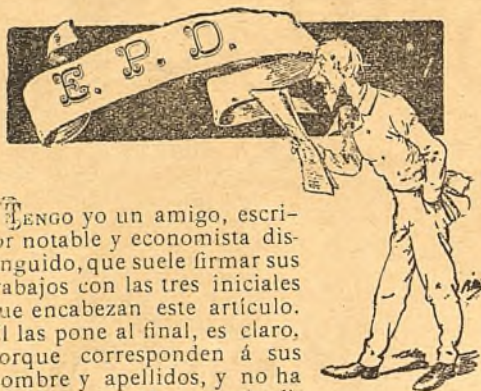 E. P. D.
TENGO yo un amigo, escri-
or notable y economista dis-
nguido, que suele firmar sus
abajos con las tres iniciales
ue encabezan este artículo.
l las pone al final, es claro,
orque corresponden á sus
ombre y apellidos, y no ha